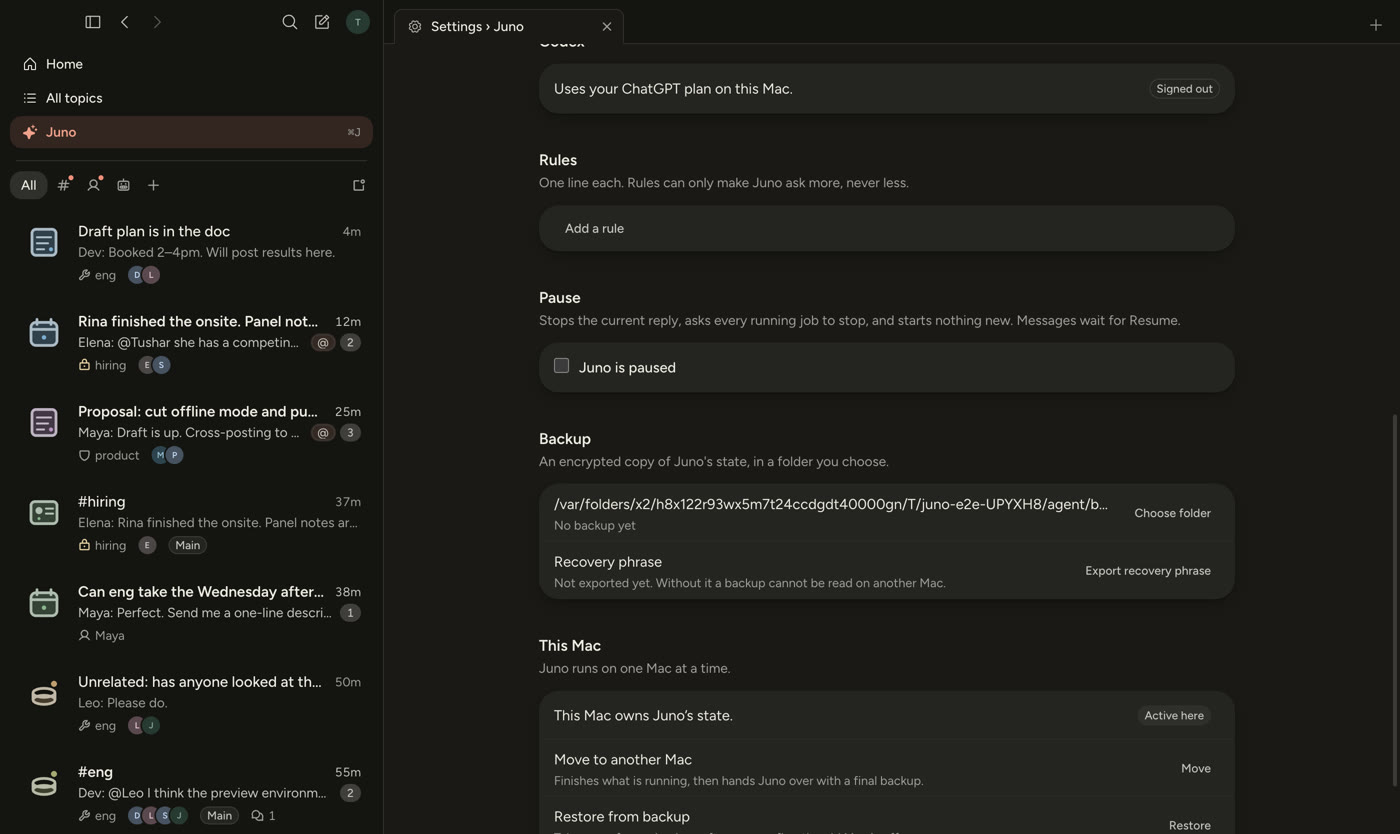 T
Home
All topics
Juno
⌘J
All
Draft plan is in the doc
4m
Dev: Booked 2–4pm. Will post results here.
eng
D
L
Rina finished the onsite. Panel not...
12m
Elena: @Tushar she has a competin...
@
2
hiring
E
S
Proposal: cut offline mode and pu...
25m
Maya: Draft is up. Cross-posting to ...
@
3
product
M
P
#hiring
37m
Elena: Rina finished the onsite. Panel notes ar...
hiring
E
Main
Can eng take the Wednesday after...
38m
Maya: Perfect. Send me a one-line descri...
1
Maya
Unrelated: has anyone looked at th...
50m
Leo: Please do.
eng
L
J
#eng
55m
Dev: @Leo I think the preview environm...
2
eng
D
L
S
J
Main
1
Settings › Juno
Codex
Uses your ChatGPT plan on this Mac.
Signed out
Rules
One line each. Rules can only make Juno ask more, never less.
Add a rule
Pause
Stops the current reply, asks every running job to stop, and starts nothing new. Messages wait for Resume.
Juno is paused
Backup
An encrypted copy of Juno's state, in a folder you choose.
/var/folders/x2/h8x122r93wx5m7t24ccdgdt40000gn/T/juno-e2e-UPYXH8/agent/b...
No backup yet
Choose folder
Recovery phrase
Not exported yet. Without it a backup cannot be read on another Mac.
Export recovery phrase
This Mac
Juno runs on one Mac at a time.
This Mac owns Juno’s state.
Active here
Move to another Mac
Finishes what is running, then hands Juno over with a final backup.
Move
Restore from backup
Restore